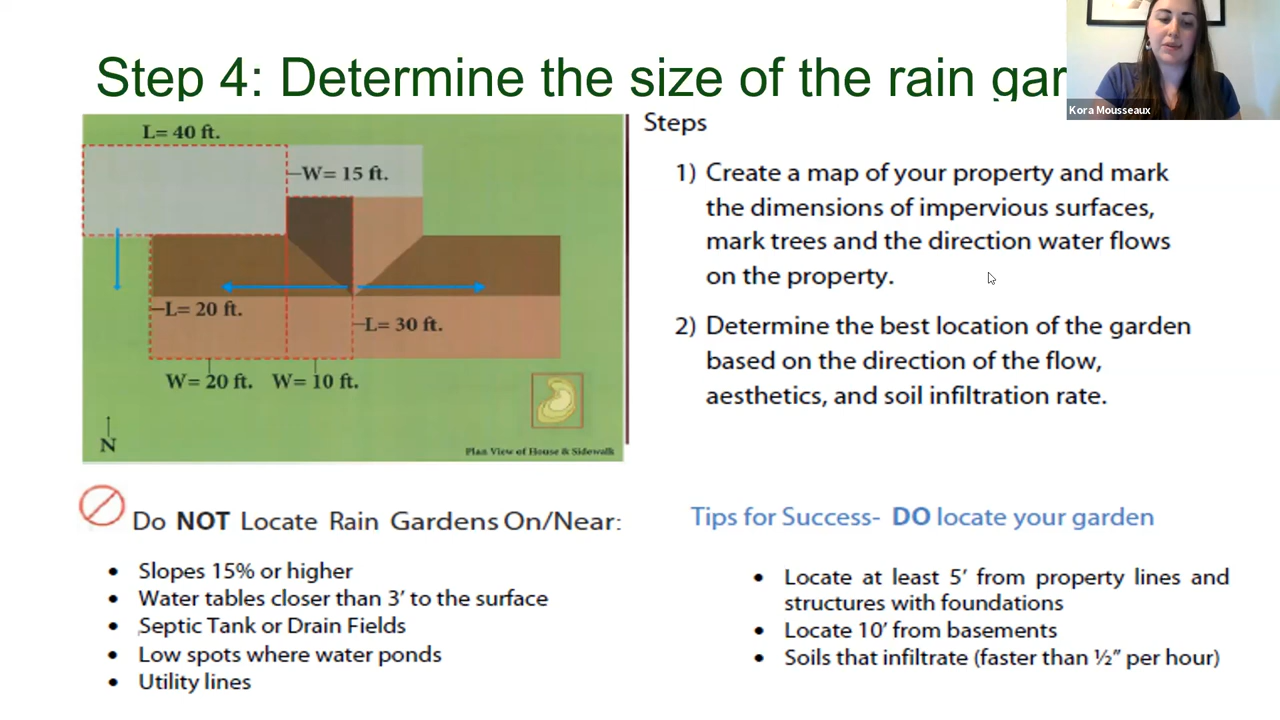 Step 4: Determine the size of the rain gar
Kora Mousseaux
L= 40 ft.
W= 15 ft.
L= 20 ft.
L= 30 ft.
W= 20 ft.
W= 10 ft.
N
Plan View of House & Sidewalk
Steps
1) Create a map of your property and mark
the dimensions of impervious surfaces,
mark trees and the direction water flows
on the property.
2) Determine the best location of the garden
based on the direction of the flow,
aesthetics, and soil infiltration rate.
Do NOT Locate Rain Gardens On/Near:
• Slopes 15% or higher
• Water tables closer than 3' to the surface
• Septic Tank or Drain Fields
• Low spots where water ponds
• Utility lines
Tips for Success- DO locate your garden
• Locate at least 5' from property lines and
structures with foundations
• Locate 10' from basements
• Soils that infiltrate (faster than ½" per hour)